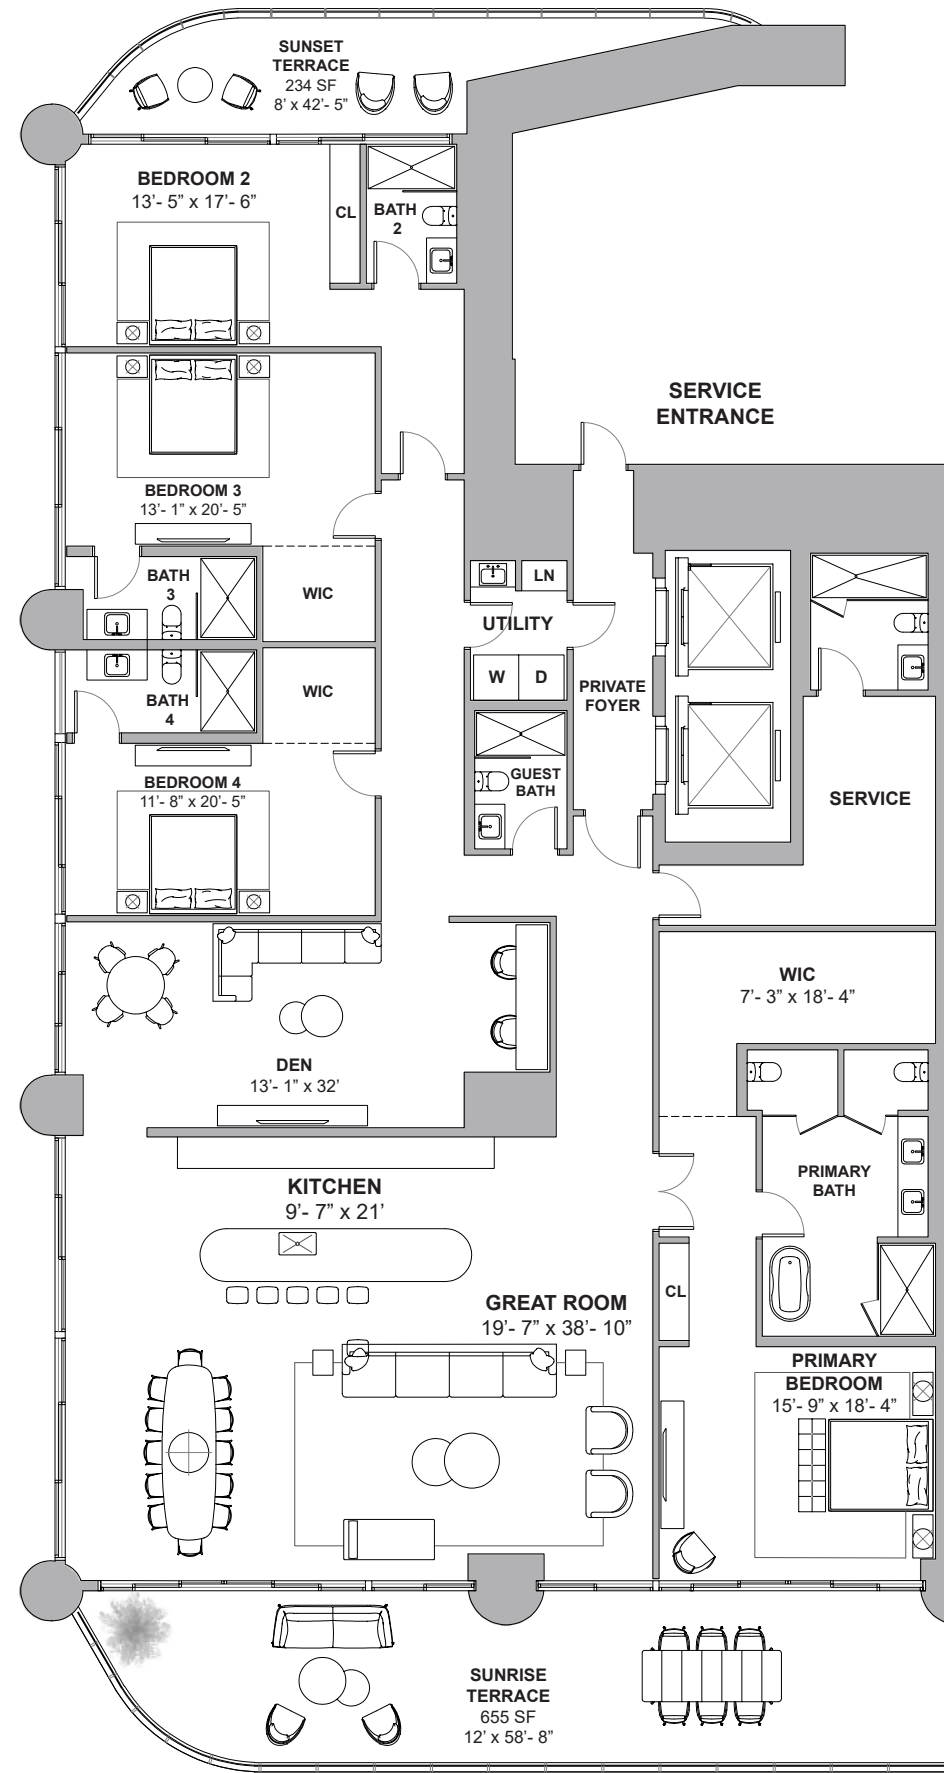 SUNSET
TERRACE
234 SF
8' x 42'- 5"
BEDROOM 2
13'- 5" x 17'- 6"
CL
BATH
2
SERVICE
ENTRANCE
BEDROOM 3
13'- 1" x 20'- 5"
BATH
3
WIC
LN
UTILITY
W
D
BATH
4
WIC
PRIVATE
FOYER
BEDROOM 4
11'- 8" x 20'- 5"
GUEST
BATH
SERVICE
WIC
7'- 3" x 18'- 4"
DEN
13'- 1" x 32'
KITCHEN
9'- 7" x 21'
PRIMARY
BATH
CL
GREAT ROOM
19'- 7" x 38'- 10"
PRIMARY
BEDROOM
15'- 9" x 18'- 4"
SUNRISE
TERRACE
655 SF
12' x 58'- 8"